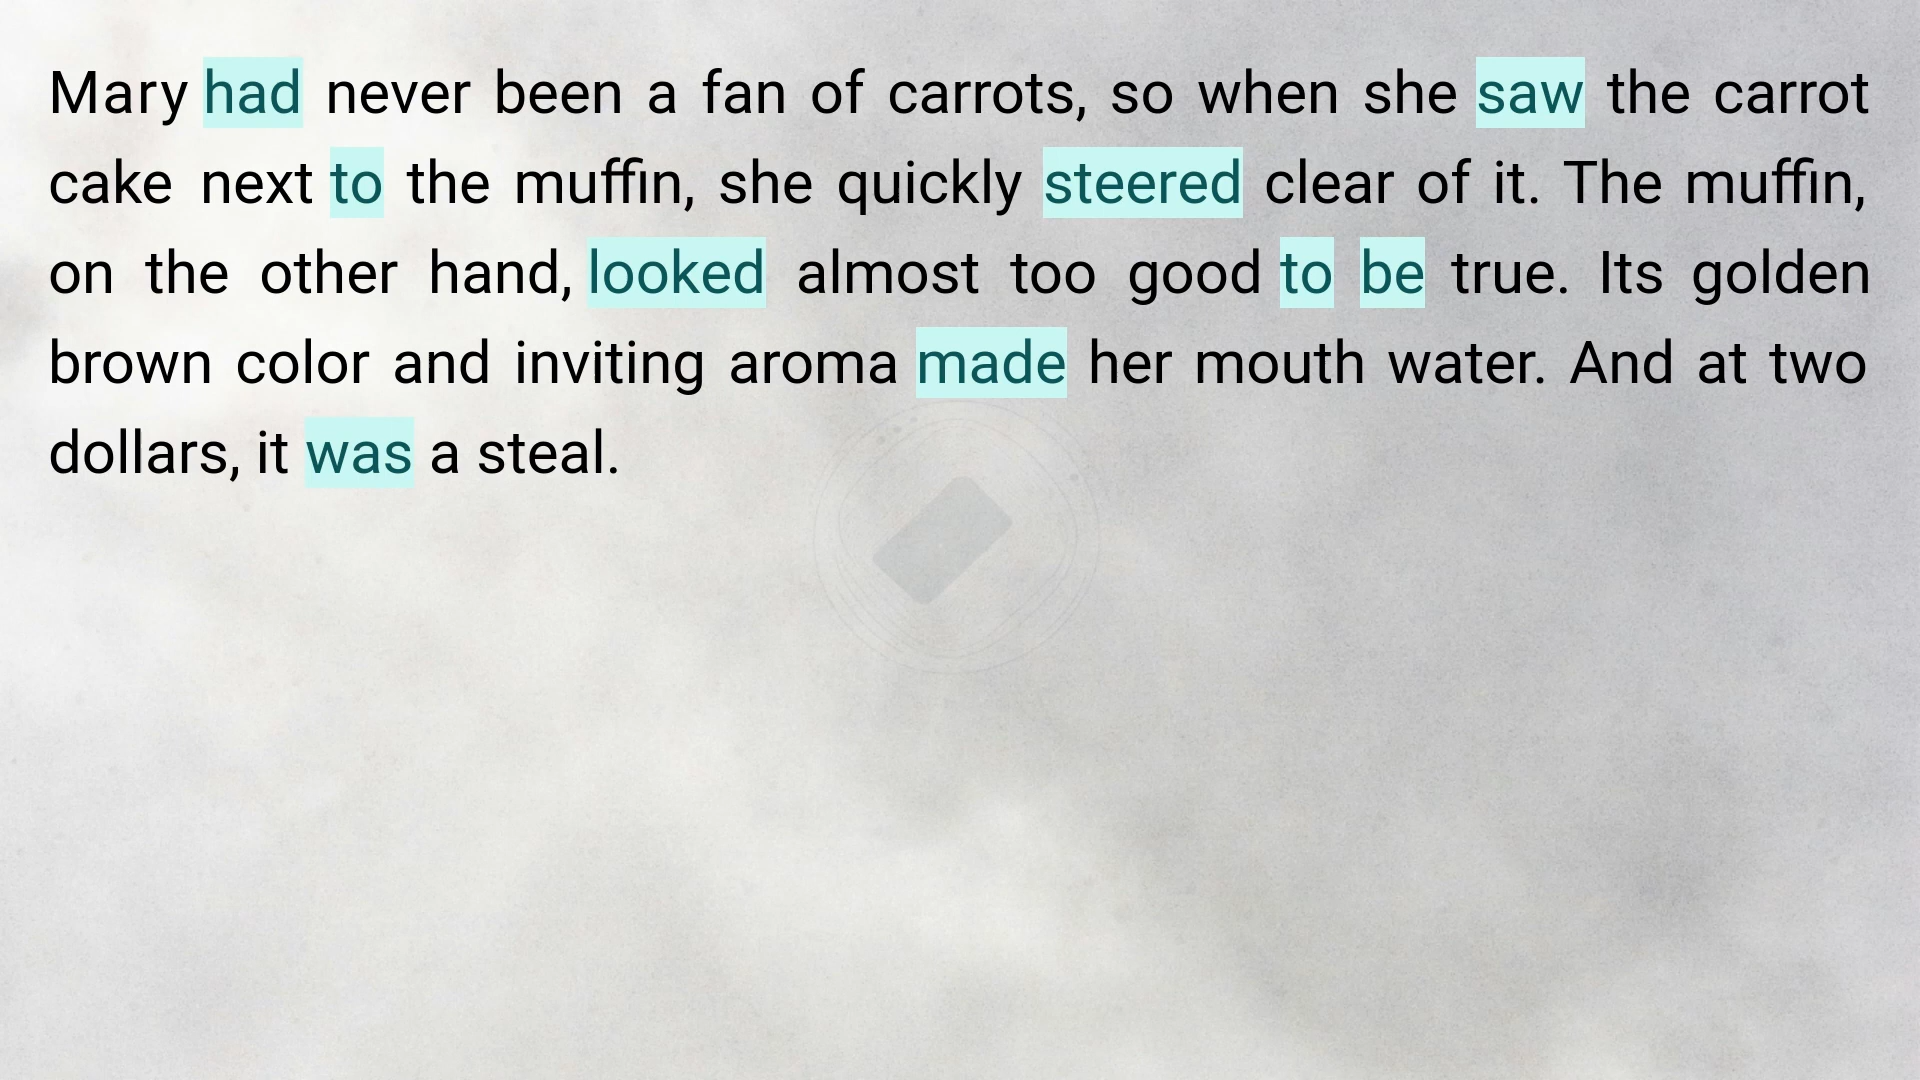 Mary had never been a fan of carrots, so when she saw the carrot
cake next to the muffin, she quickly steered clear of it. The muffin,
on the other hand, looked almost too good to be true. Its golden
brown color and inviting aroma made her mouth water. And at two
dollars, it was a steal.